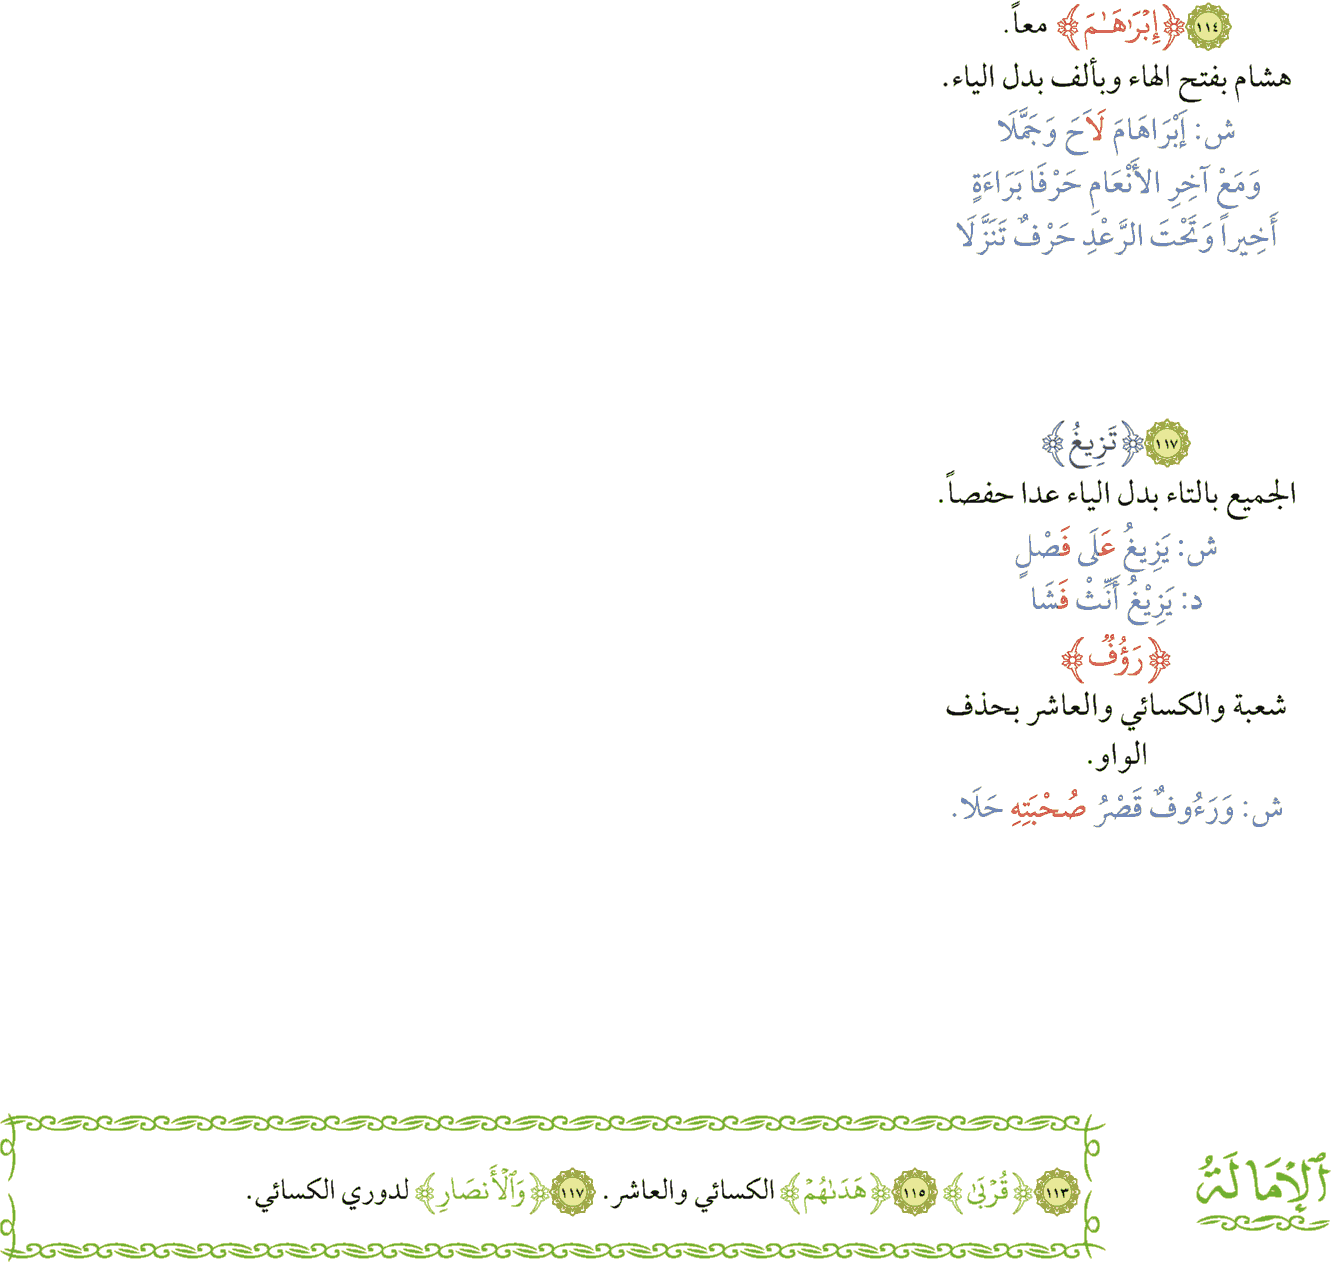 ١١٤ ﴿إِبۡرَاهَـٰمَ﴾ معاً.
هشام بفتح الهاء وبألف بدل الياء.
ش: إَبْرَاهَامَ لَاحَ وَجَمَّلَا
وَمَعْ آخِرِ الأَنْعَامِ حَرْفَا بَرَاءَةٍ
أَخِيراً وَتَحْتَ الرَّعْدِ حَرْفٌ تَنَزَّلَا
١١٧ ﴿تَزِيغُ﴾
الجميع بالتاء بدل الياء عدا حفصاً.
ش: يَزِيغُ عَلَى فَصْلٍ
د: يَزِيْغُ أَنِّثْ فَشَا
﴿رَؤُفٞ﴾
شعبة والكسائي والعاشر بحذف
الواو.
ش: وَرَءُوفٌ قَصْرُ صُحْبَتِهِ حَلَا.
ٱلْإِمَالَةُ
١١٣ ﴿قُرۡبَىٰ﴾ ١١٥ ﴿هَدَىٰهُمۡ﴾ الكسائي والعاشر. ١١٧ ﴿وَٱلۡأَنصَارِ﴾ لدوري الكسائي.